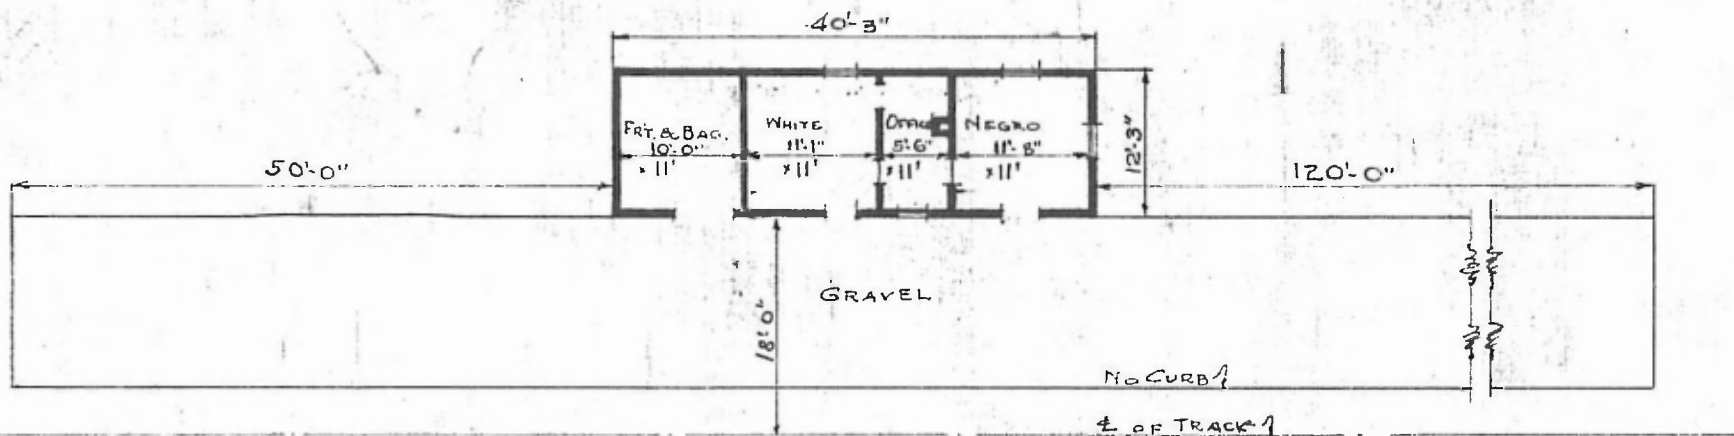 40'-3"
FRT. & BAG.
10'-0"
x 11'
WHITE
11'-1"
x 11'
OFFICE
5'-6"
x 11'
NEGRO
11'-8"
x 11'
12'-3"
50'-0"
120'-0"
GRAVEL
18'-0"
NO CURB
℄ OF TRACK